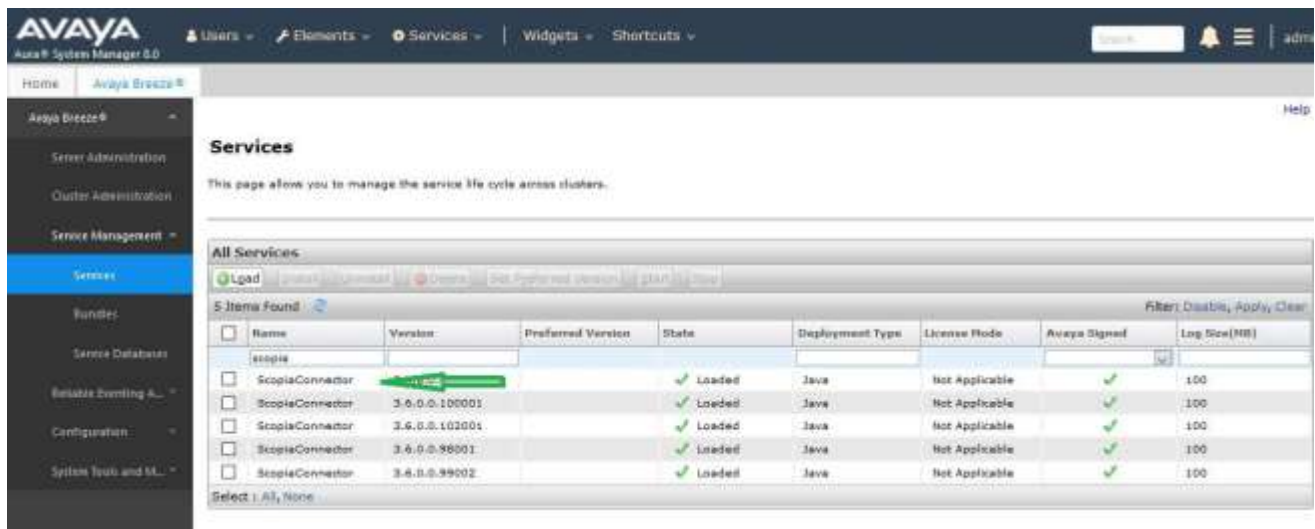 AVAYA
Aura® System Manager 8.0
Users Elements Services | Widgets Shortcuts
Search
admi
Home Avaya Breeze®
Help
Avaya Breeze®
Server Administration
Cluster Administration
Service Management
Services
Bundles
Service Databases
Reliable Eventing A...
Configuration
System Tools and M...
Services
This page allows you to manage the service life cycle across clusters.
All Services
Load Install Uninstall Delete Set Preferred Version Start Stop
5 Items Found
Filter: Disable, Apply, Clear
Name Version Preferred Version State Deployment Type License Mode Avaya Signed Log Size(MB)
scopia
ScopiaConnector Loaded Java Not Applicable 100
ScopiaConnector 3.6.0.0.100001 Loaded Java Not Applicable 100
ScopiaConnector 3.6.0.0.102001 Loaded Java Not Applicable 100
ScopiaConnector 3.6.0.0.98001 Loaded Java Not Applicable 100
ScopiaConnector 3.6.0.0.99002 Loaded Java Not Applicable 100
Select : All, None